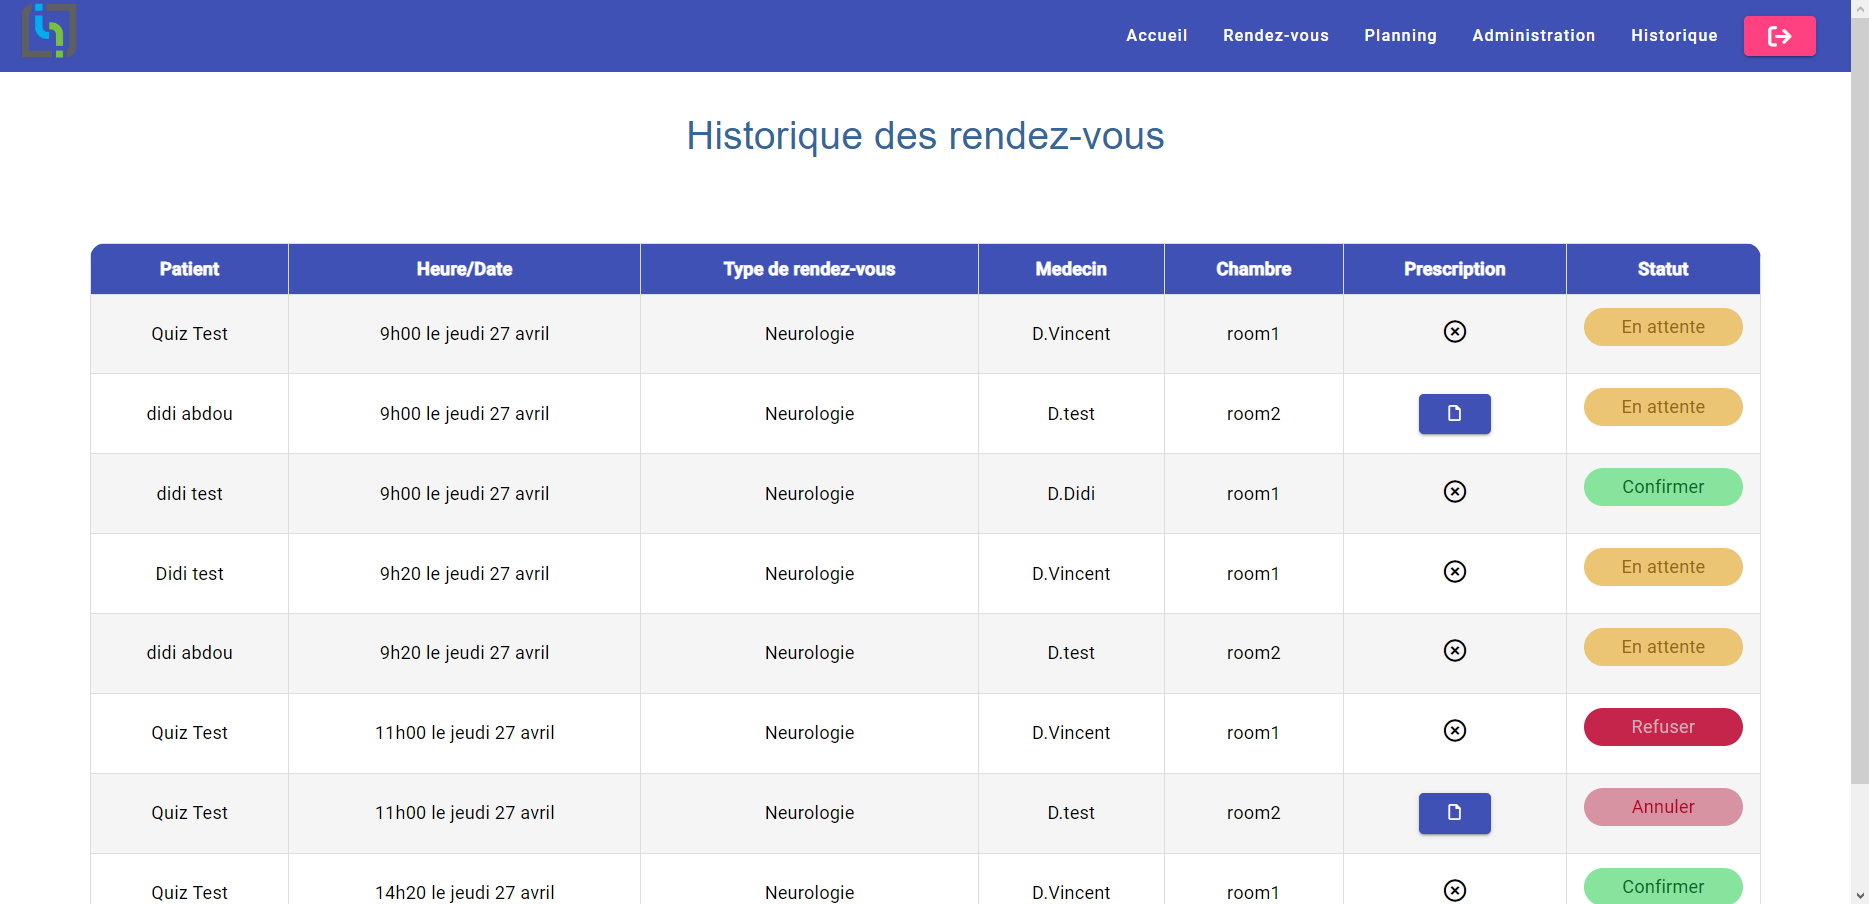 Accueil Rendez-vous Planning Administration Historique
Historique des rendez-vous
Patient Heure/Date Type de rendez-vous Medecin Chambre Prescription Statut
Quiz Test 9h00 le jeudi 27 avril Neurologie D.Vincent room1 En attente
didi abdou 9h00 le jeudi 27 avril Neurologie D.test room2 En attente
didi test 9h00 le jeudi 27 avril Neurologie D.Didi room1 Confirmer
Didi test 9h20 le jeudi 27 avril Neurologie D.Vincent room1 En attente
didi abdou 9h20 le jeudi 27 avril Neurologie D.test room2 En attente
Quiz Test 11h00 le jeudi 27 avril Neurologie D.Vincent room1 Refuser
Quiz Test 11h00 le jeudi 27 avril Neurologie D.test room2 Annuler
Quiz Test 14h20 le jeudi 27 avril Neurologie D.Vincent room1 Confirmer